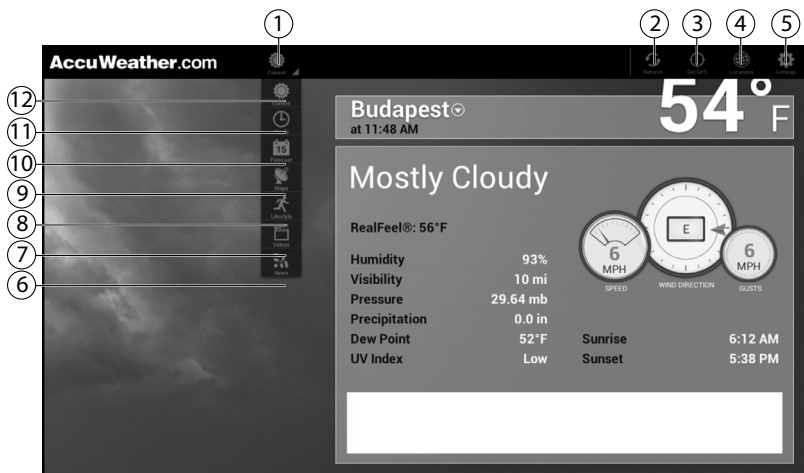 1 2 3 4 5
AccuWeather.com
Current Refresh Get GPS Locations Settings
12
Current
11
10
15
Forecast
9
Maps
8
Lifestyle
7
Videos
6
News
Budapest
at 11:48 AM
54° F
Mostly Cloudy
RealFeel®: 56°F
Humidity 93%
Visibility 10 mi
Pressure 29.64 mb
Precipitation 0.0 in
Dew Point 52°F
UV Index Low
6 MPH
SPEED
E
WIND DIRECTION
6 MPH
GUSTS
Sunrise 6:12 AM
Sunset 5:38 PM